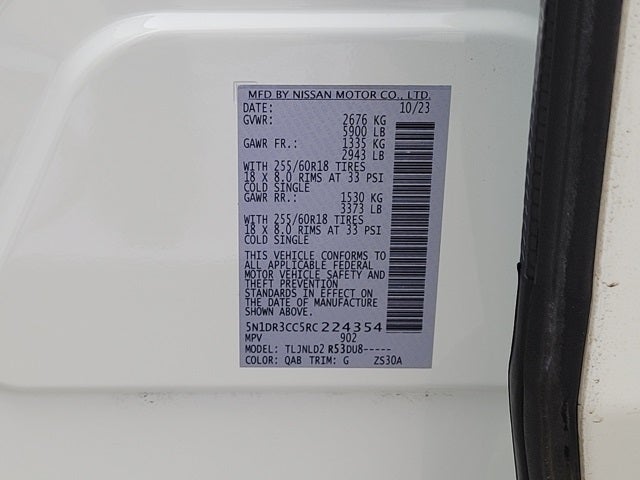 MFD BY NISSAN MOTOR CO., LTD.
DATE: 10/23
GVWR: 2676 KG
5900 LB
GAWR FR.: 1335 KG
2943 LB
WITH 255/60R18 TIRES
18 X 8.0 RIMS AT 33 PSI
COLD SINGLE
GAWR RR.: 1530 KG
3373 LB
WITH 255/60R18 TIRES
18 X 8.0 RIMS AT 33 PSI
COLD SINGLE
THIS VEHICLE CONFORMS TO
ALL APPLICABLE FEDERAL
MOTOR VEHICLE SAFETY AND
THEFT PREVENTION
STANDARDS IN EFFECT ON
THE DATE OF MANUFACTURE
SHOWN ABOVE.
5N1DR3CC5RC224354
MPV 902
MODEL: TLJNLD2 R53DU8-----
COLOR: QAB TRIM: G ZS30A